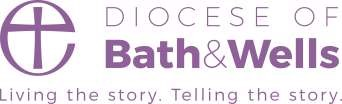 DIOCESE OF
Bath&Wells
Living the story. Telling the story.